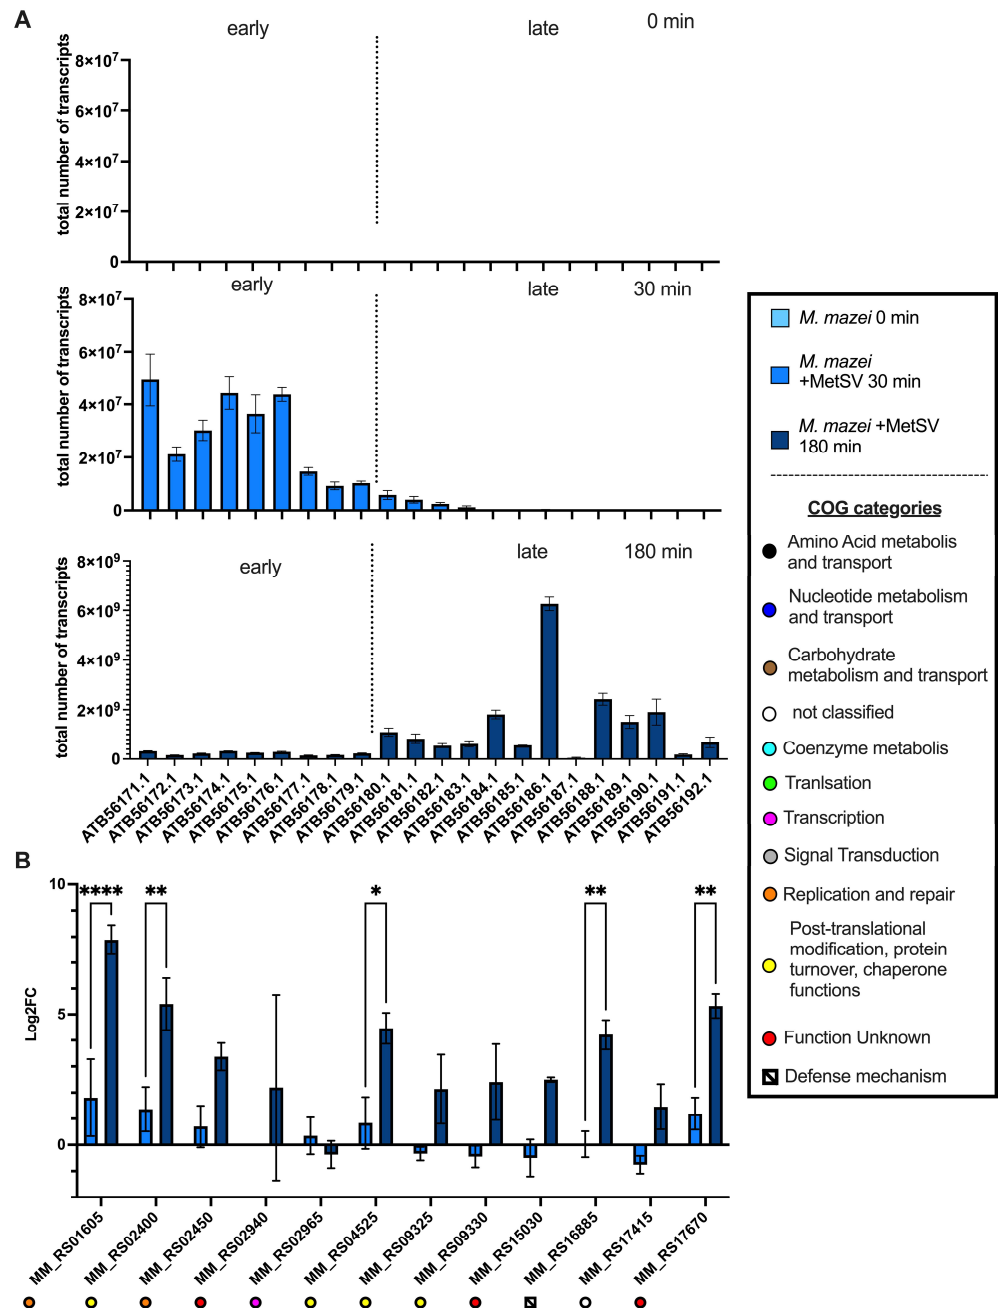 A
early
late
0 min
total number of transcripts
8×10⁷
6×10⁷
4×10⁷
2×10⁷
0
early
late
30 min
total number of transcripts
8×10⁷
6×10⁷
4×10⁷
2×10⁷
0
early
late
180 min
total number of transcripts
8×10⁹
6×10⁹
4×10⁹
2×10⁹
0
ATB56171.1
ATB56172.1
ATB56173.1
ATB56174.1
ATB56175.1
ATB56176.1
ATB56177.1
ATB56178.1
ATB56179.1
ATB56180.1
ATB56181.1
ATB56182.1
ATB56183.1
ATB56184.1
ATB56185.1
ATB56186.1
ATB56187.1
ATB56188.1
ATB56189.1
ATB56190.1
ATB56191.1
ATB56192.1
M. mazei 0 min
M. mazei
+MetSV 30 min
M. mazei +MetSV
180 min
COG categories
Amino Acid metabolis
and transport
Nucleotide metabolism
and transport
Carbohydrate
metabolism and transport
not classified
Coenzyme metabolis
Tranlsation
Transcription
Signal Transduction
Replication and repair
Post-translational
modification, protein
turnover, chaperone
functions
Function Unknown
Defense mechanism
B
Log2FC
10
5
0
****
**
*
**
**
MM_RS01605
MM_RS02400
MM_RS02450
MM_RS02940
MM_RS02965
MM_RS04525
MM_RS09325
MM_RS09330
MM_RS15030
MM_RS16885
MM_RS17415
MM_RS17670